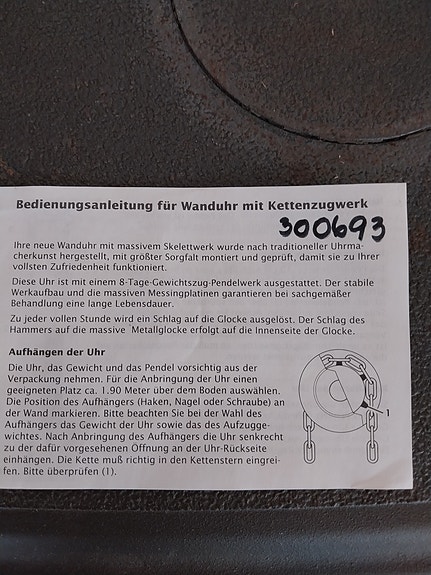 Bedienungsanleitung für Wanduhr mit Kettenzugwerk
300693
Ihre neue Wanduhr mit massivem Skelettwerk wurde nach traditioneller Uhrma-
cherkunst hergestellt, mit größter Sorgfalt montiert und geprüft, damit sie zu Ihrer
vollsten Zufriedenheit funktioniert.
Diese Uhr ist mit einem 8-Tage-Gewichtszug-Pendelwerk ausgestattet. Der stabile
Werkaufbau und die massiven Messingplatinen garantieren bei sachgemäßer
Behandlung eine lange Lebensdauer.
Zu jeder vollen Stunde wird ein Schlag auf die Glocke ausgelöst. Der Schlag des
Hammers auf die massive Metallglocke erfolgt auf die Innenseite der Glocke.
Aufhängen der Uhr
Die Uhr, das Gewicht und das Pendel vorsichtig aus der
Verpackung nehmen. Für die Anbringung der Uhr einen
geeigneten Platz ca. 1.90 Meter über dem Boden auswählen.
Die Position des Aufhängers (Haken, Nagel oder Schraube) an
der Wand markieren. Bitte beachten Sie bei der Wahl des
Aufhängers das Gewicht der Uhr sowie das des Aufzugge-
wichtes. Nach Anbringung des Aufhängers die Uhr senkrecht
zu der dafür vorgesehenen Öffnung an der Uhr-Rückseite
einhängen. Die Kette muß richtig in den Kettenstern eingrei-
fen. Bitte überprüfen (1).
1